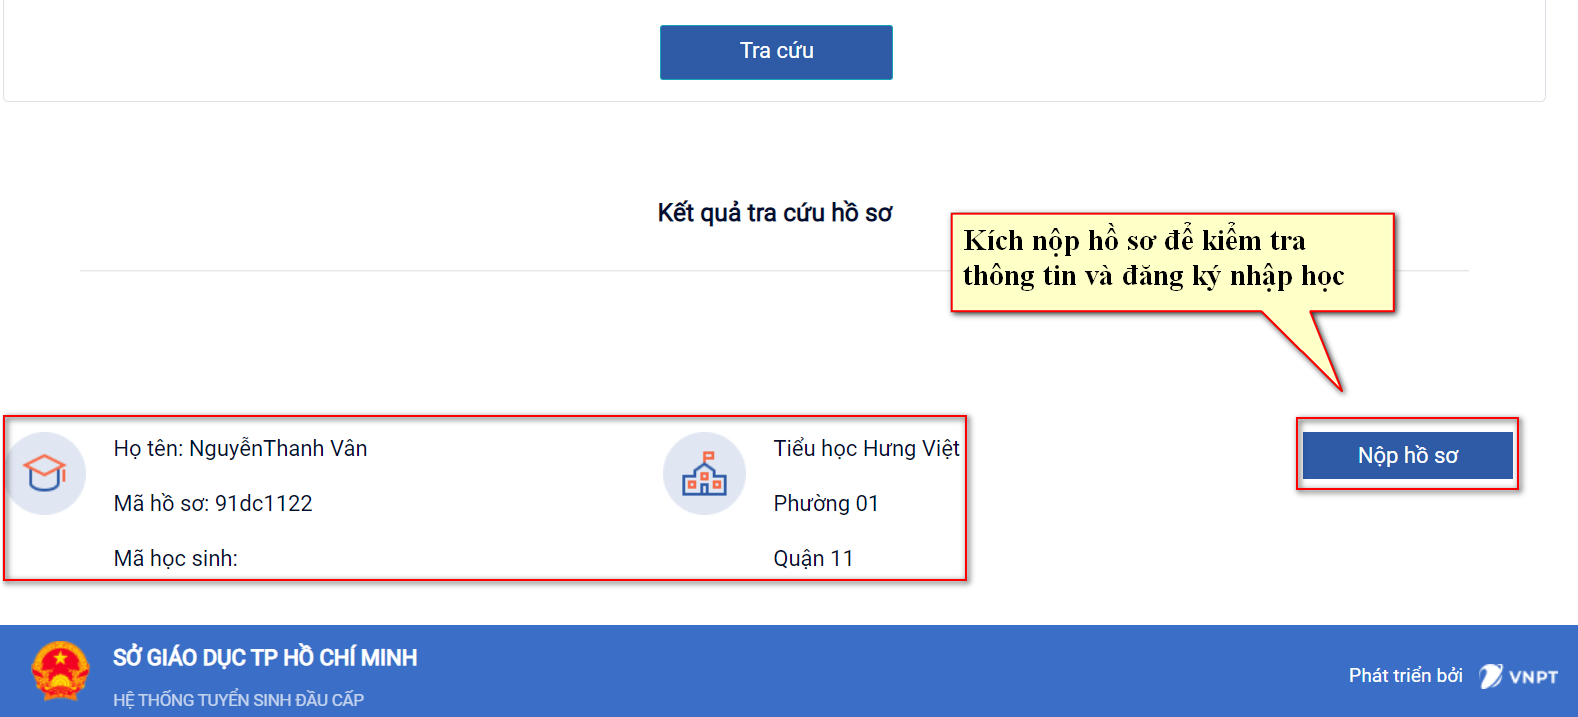 Tra cứu
Kết quả tra cứu hồ sơ
Kích nộp hồ sơ để kiểm tra
thông tin và đăng ký nhập học
Họ tên: NguyễnThanh Vân
Mã hồ sơ: 91dc1122
Mã học sinh:
Tiểu học Hưng Việt
Phường 01
Quận 11
Nộp hồ sơ
SỞ GIÁO DỤC TP HỒ CHÍ MINH
HỆ THỐNG TUYỂN SINH ĐẦU CẤP
Phát triển bởi
VNPT